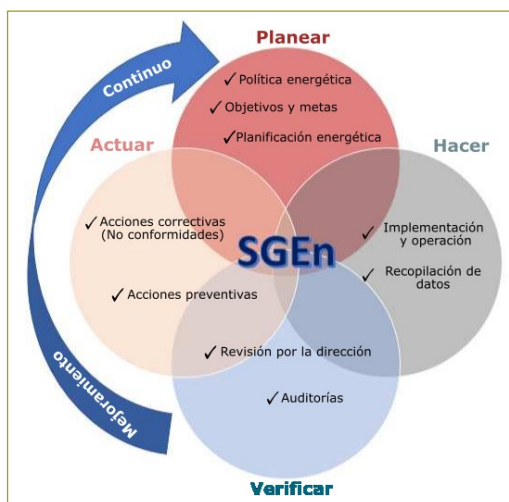 Planear
✓ Política energética
✓ Objetivos y metas
✓ Planificación energética
Continuo
Actuar
Hacer
✓ Acciones correctivas
(No conformidades)
SGEn
✓ Implementación
y operación
✓ Recopilación de
datos
✓ Acciones preventivas
✓ Revisión por la dirección
✓ Auditorías
Mejoramiento
Verificar